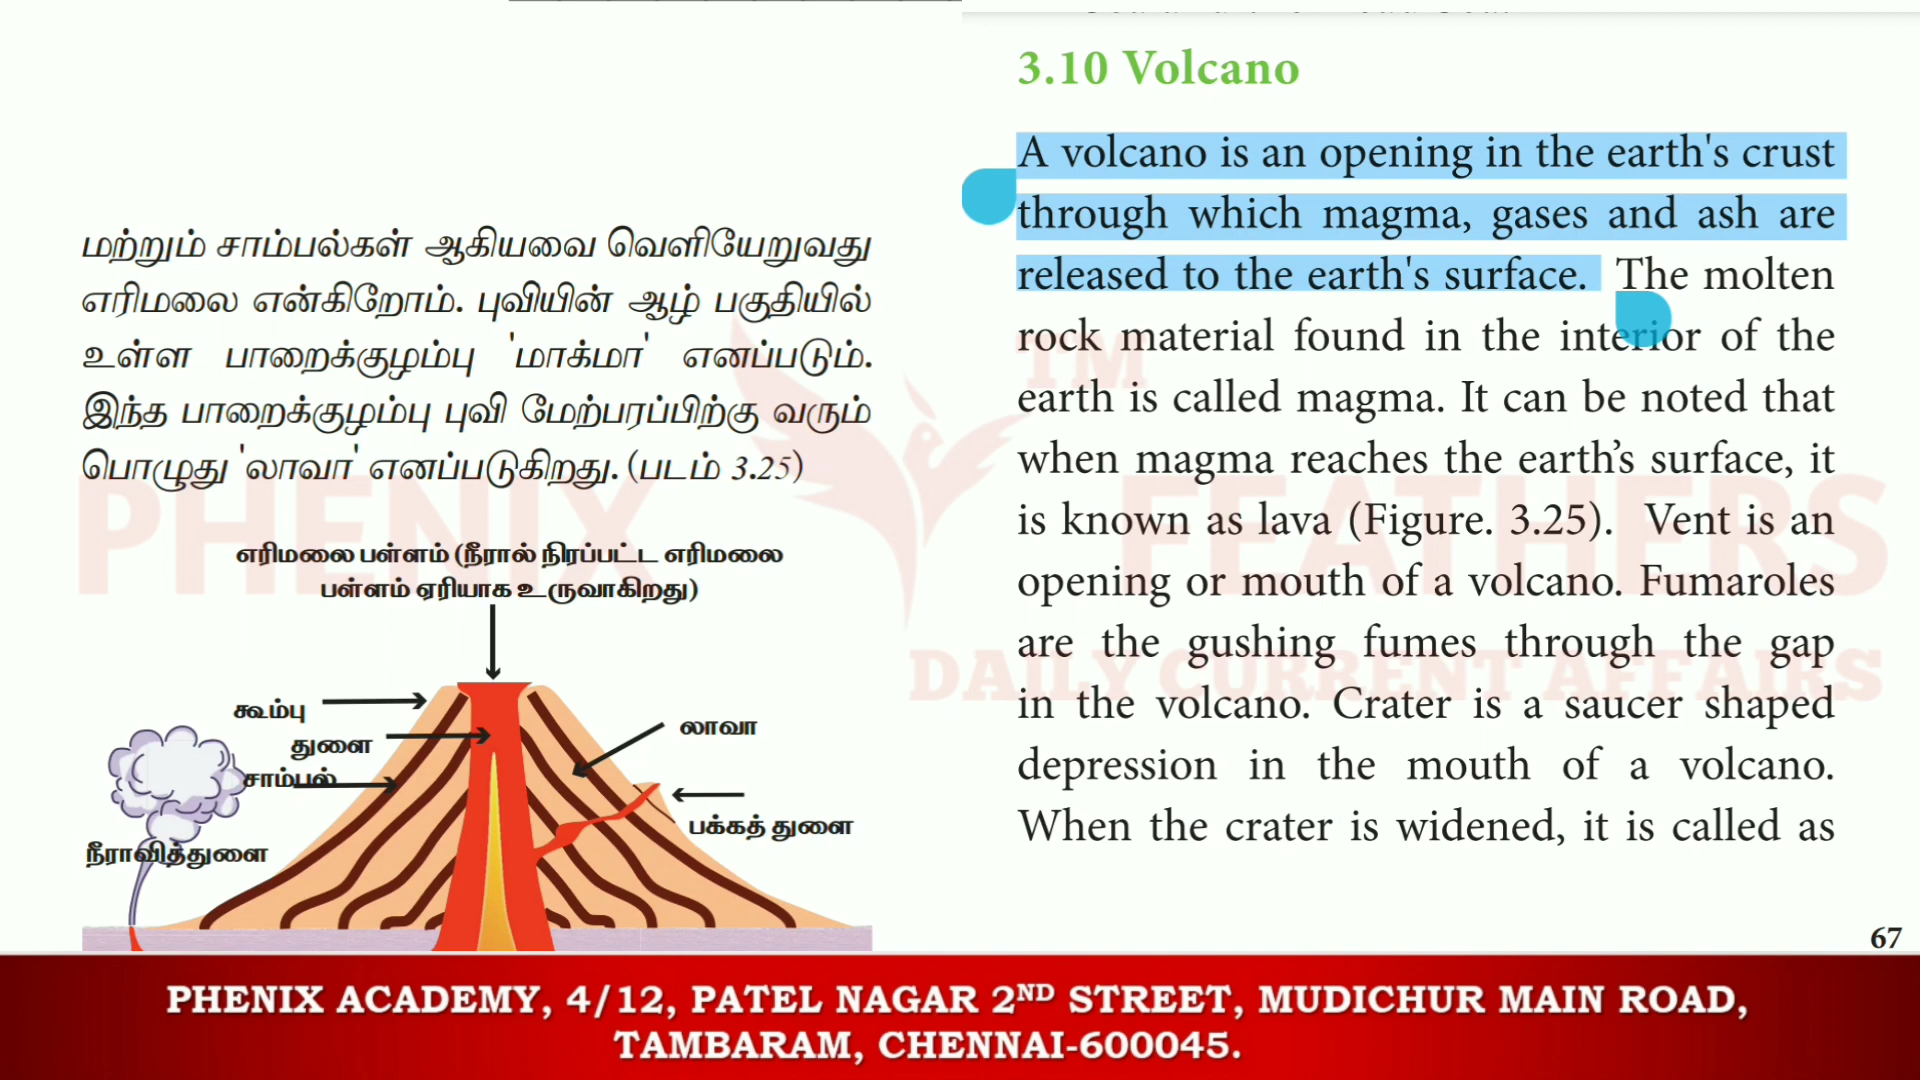 மற்றும் சாம்பல்கள் ஆகியவை வெளியேறுவது
எரிமலை என்கிறோம். புவியின் ஆழ் பகுதியில்
உள்ள பாறைக்குழம்பு 'மாக்மா' எனப்படும்.
இந்த பாறைக்குழம்பு புவி மேற்பரப்பிற்கு வரும்
பொழுது 'லாவா' எனப்படுகிறது. (படம் 3.25)
எரிமலை பள்ளம் (நீரால் நிரப்பட்ட எரிமலை
பள்ளம் ஏரியாக உருவாகிறது)
கூம்பு
துளை
சாம்பல்
நீராவித்துளை
லாவா
பக்கத் துளை
3.10 Volcano
A volcano is an opening in the earth's crust
through which magma, gases and ash are
released to the earth's surface. The molten
rock material found in the interior of the
earth is called magma. It can be noted that
when magma reaches the earth’s surface, it
is known as lava (Figure. 3.25). Vent is an
opening or mouth of a volcano. Fumaroles
are the gushing fumes through the gap
in the volcano. Crater is a saucer shaped
depression in the mouth of a volcano.
When the crater is widened, it is called as
67
PHENIX FEATHERS
TM
DAILY CURRENT AFFAIRS
PHENIX ACADEMY, 4/12, PATEL NAGAR 2ND STREET, MUDICHUR MAIN ROAD,
TAMBARAM, CHENNAI-600045.